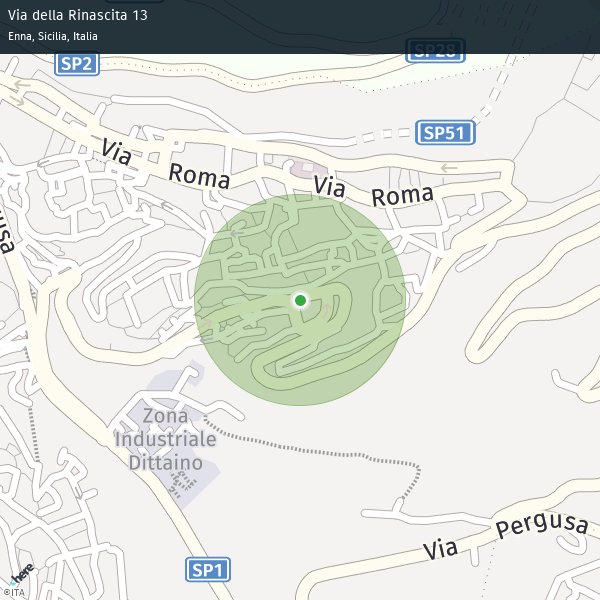 Via della Rinascita 13
Enna, Sicilia, Italia
SP2
SP28
SP51
Via Roma
Via Roma
usa
Zona
Industriale
Dittaino
Via Pergusa
SP1
here
©ITA